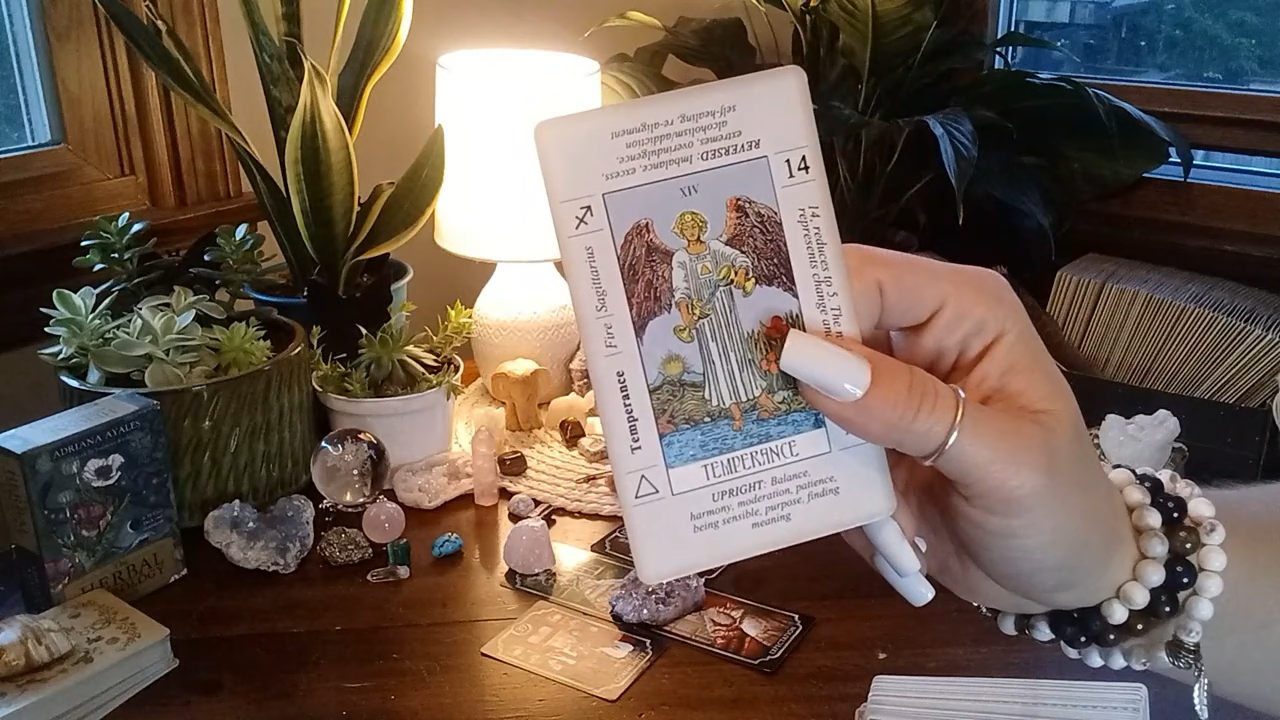 REVERSED: Imbalance, excess,
extremes, overindulgence,
alcoholism/addiction
self-healing, re-alignment
14
XIV
14, reduces to 5. The
represents change and
Fire | Sagittarius
Temperance
TEMPERANCE
UPRIGHT: Balance,
harmony, moderation, patience,
being sensible, purpose, finding
meaning
ADRIANA AYALES
HERBAL